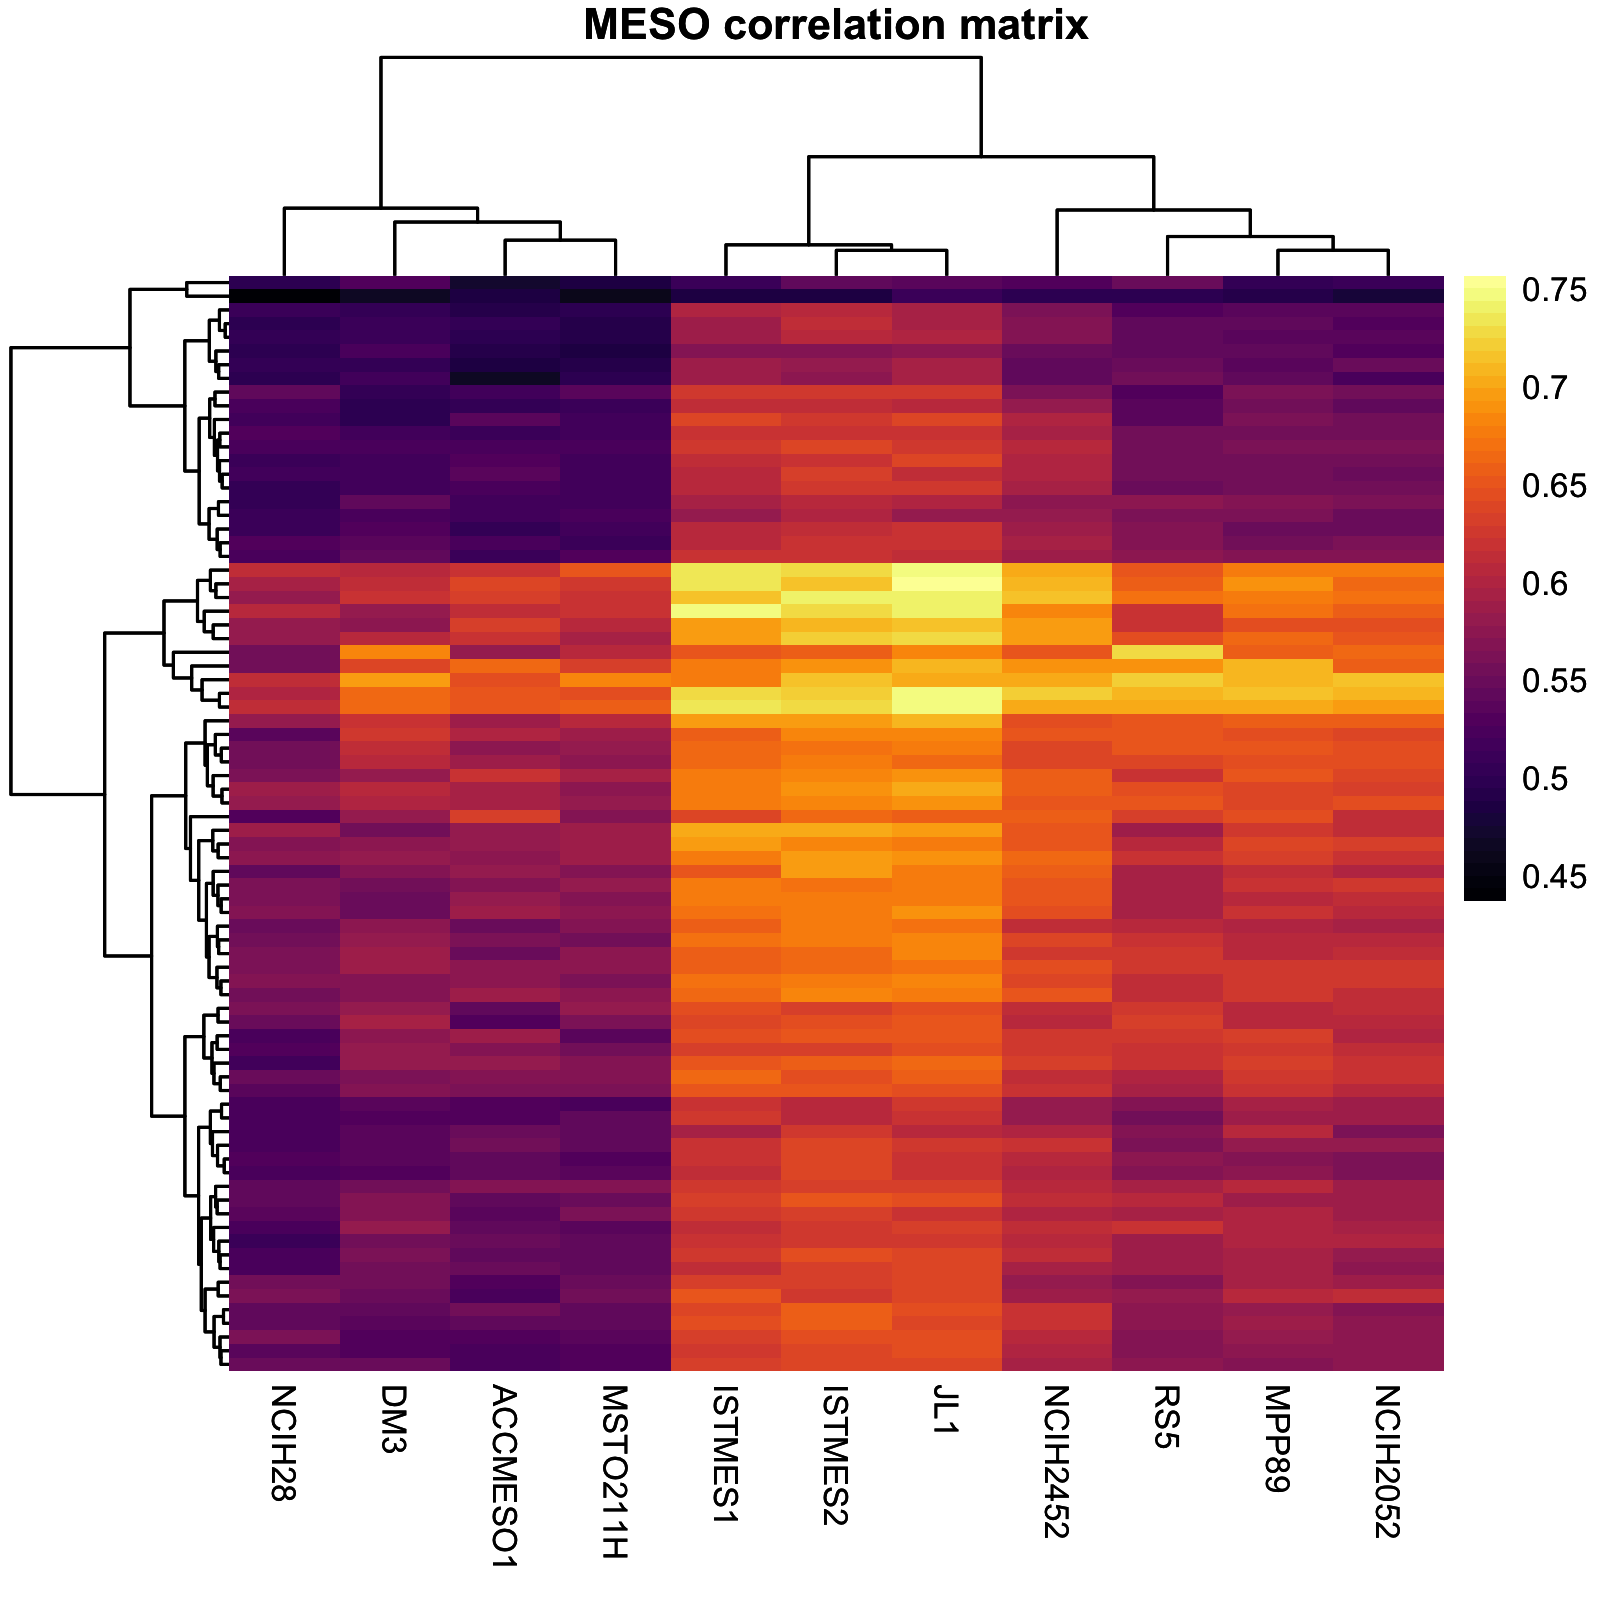 MESO correlation matrix
0.75
0.7
0.65
0.6
0.55
0.5
0.45
NCIH28
DM3
ACCMESO1
MSTO211H
ISTMES1
ISTMES2
JL1
NCIH2452
RS5
MPP89
NCIH2052